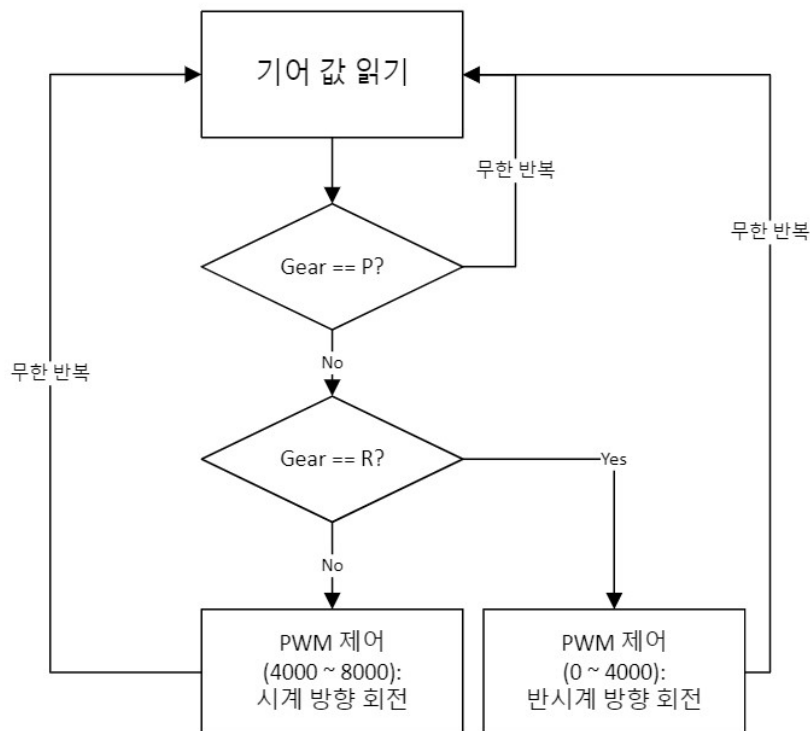 기어 값 읽기
무한 반복
Gear == P?
무한 반복
No
무한 반복
Gear == R?
Yes
No
PWM 제어
(4000 ~ 8000):
시계 방향 회전
PWM 제어
(0 ~ 4000):
반시계 방향 회전